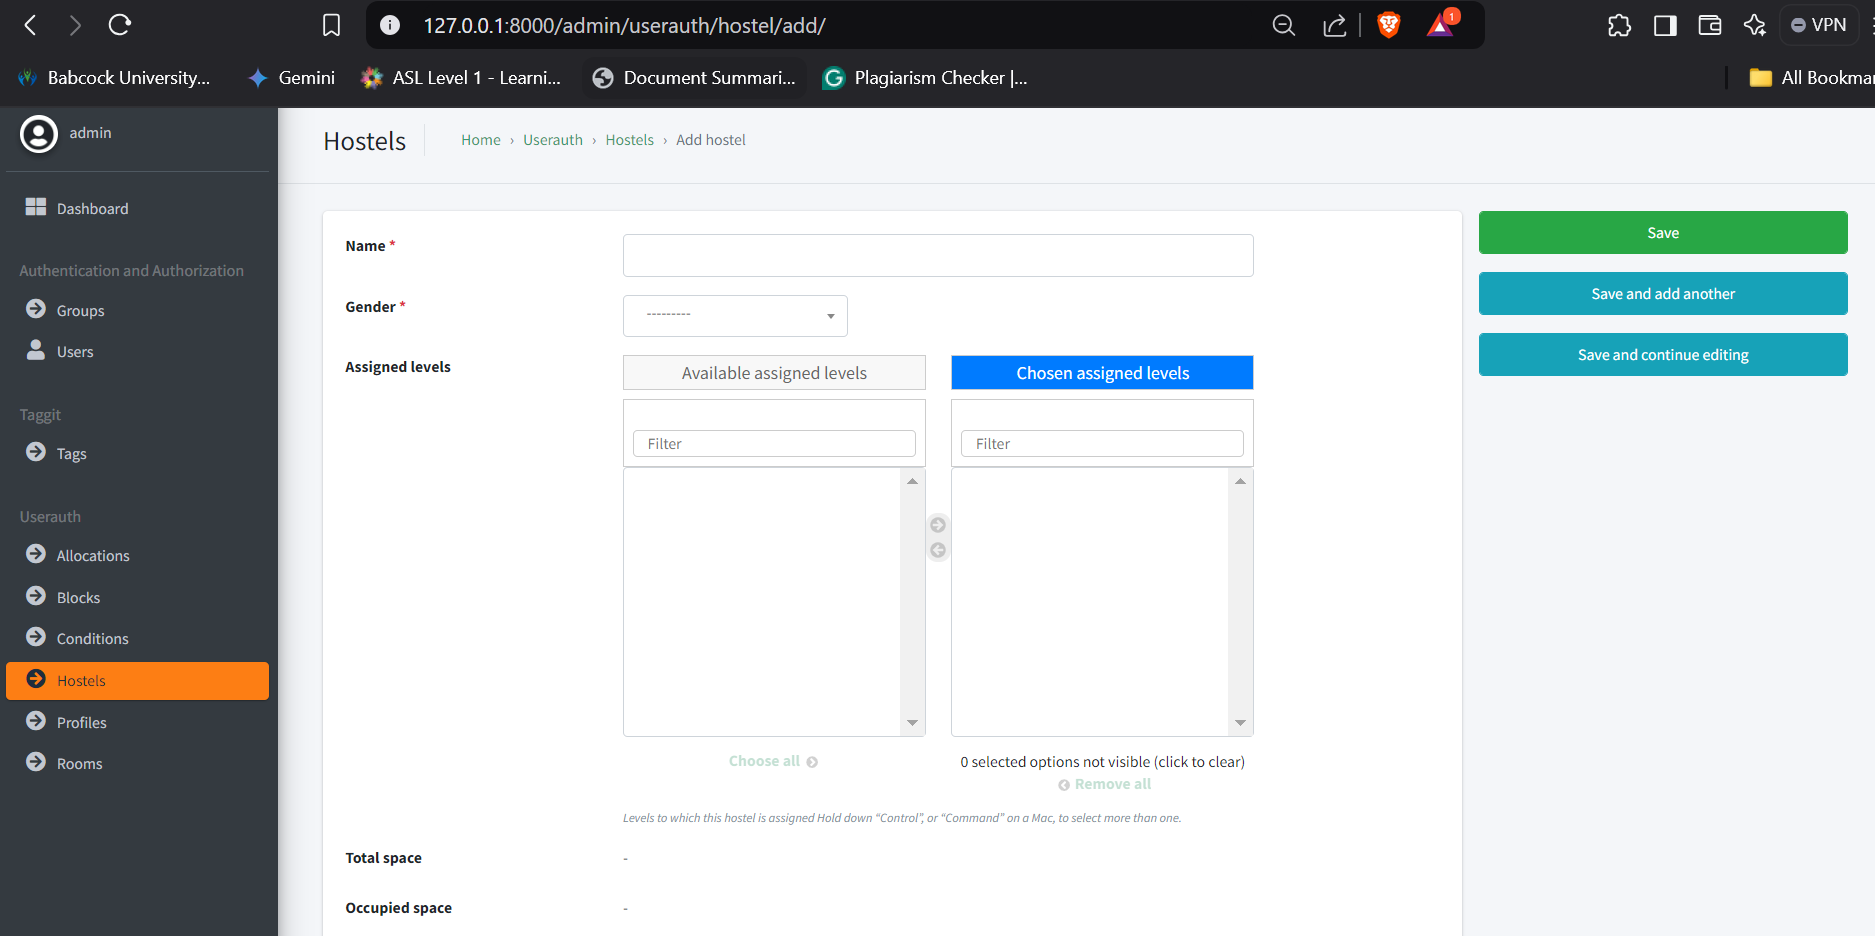 127.0.0.1:8000/admin/userauth/hostel/add/
1
VPN
Babcock University...
Gemini
ASL Level 1 - Learni...
Document Summari...
Plagiarism Checker |...
All Bookmar
admin
Dashboard
Authentication and Authorization
Groups
Users
Taggit
Tags
Userauth
Allocations
Blocks
Conditions
Hostels
Profiles
Rooms
Hostels
Home › Userauth › Hostels › Add hostel
Name *
Gender *
---------
Assigned levels
Available assigned levels
Filter
Choose all
Chosen assigned levels
Filter
0 selected options not visible (click to clear)
Remove all
Levels to which this hostel is assigned Hold down “Control”, or “Command” on a Mac, to select more than one.
Total space
-
Occupied space
-
Save
Save and add another
Save and continue editing